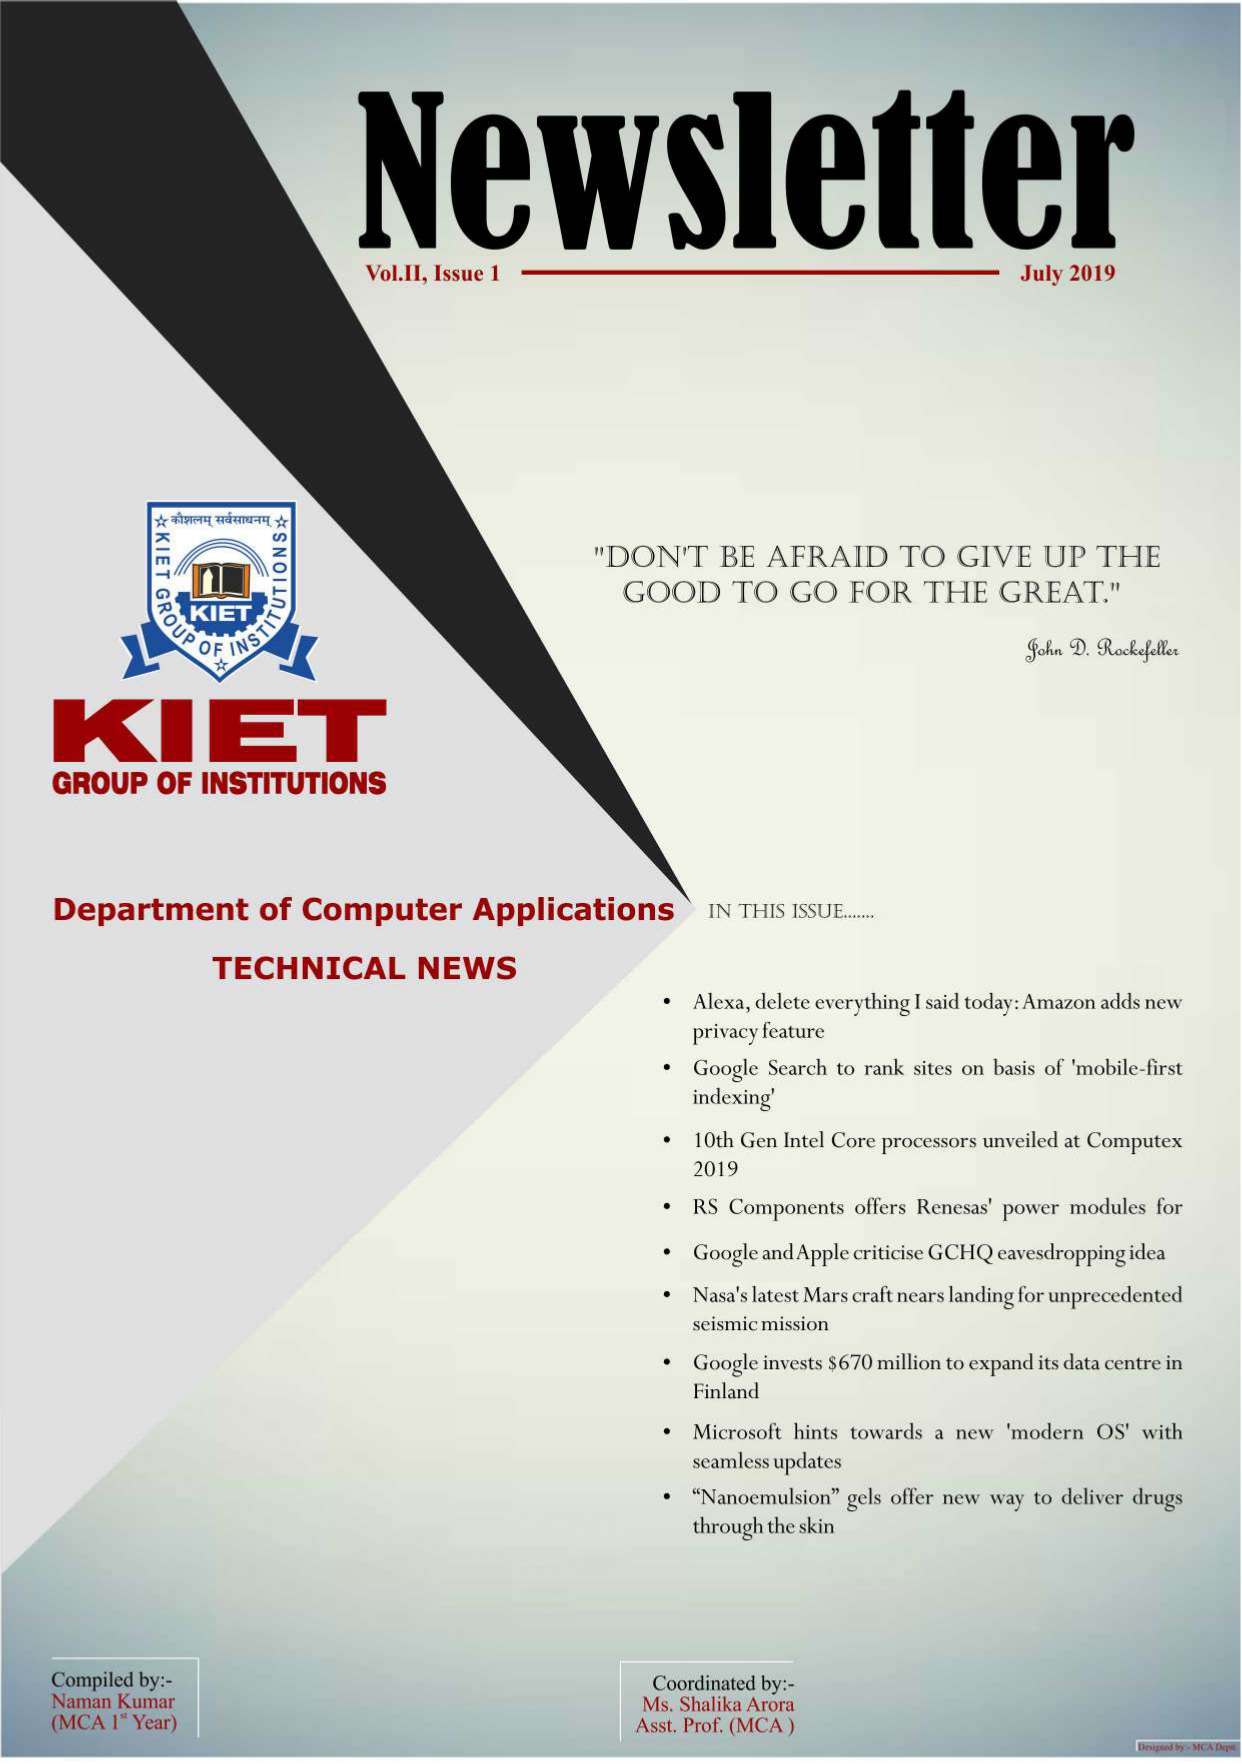 Newsletter
Vol.II, Issue 1
July 2019
"DON'T BE AFRAID TO GIVE UP THE
GOOD TO GO FOR THE GREAT."
John D. Rockefeller
कौशलम् सर्वसाधनम्
KIET GROUP OF INSTITUTIONS
KIET
KIET
GROUP OF INSTITUTIONS
Department of Computer Applications
TECHNICAL NEWS
IN THIS ISSUE.......
• Alexa, delete everything I said today: Amazon adds new
privacy feature
• Google Search to rank sites on basis of 'mobile-first
indexing'
• 10th Gen Intel Core processors unveiled at Computex
2019
• RS Components offers Renesas' power modules for
• Google and Apple criticise GCHQ eavesdropping idea
• Nasa's latest Mars craft nears landing for unprecedented
seismic mission
• Google invests $670 million to expand its data centre in
Finland
• Microsoft hints towards a new 'modern OS' with
seamless updates
• “Nanoemulsion” gels offer new way to deliver drugs
through the skin
Compiled by:-
Naman Kumar
(MCA 1st Year)
Coordinated by:-
Ms. Shalika Arora
Asst. Prof. (MCA )
Designed by:- MCA Deptt.